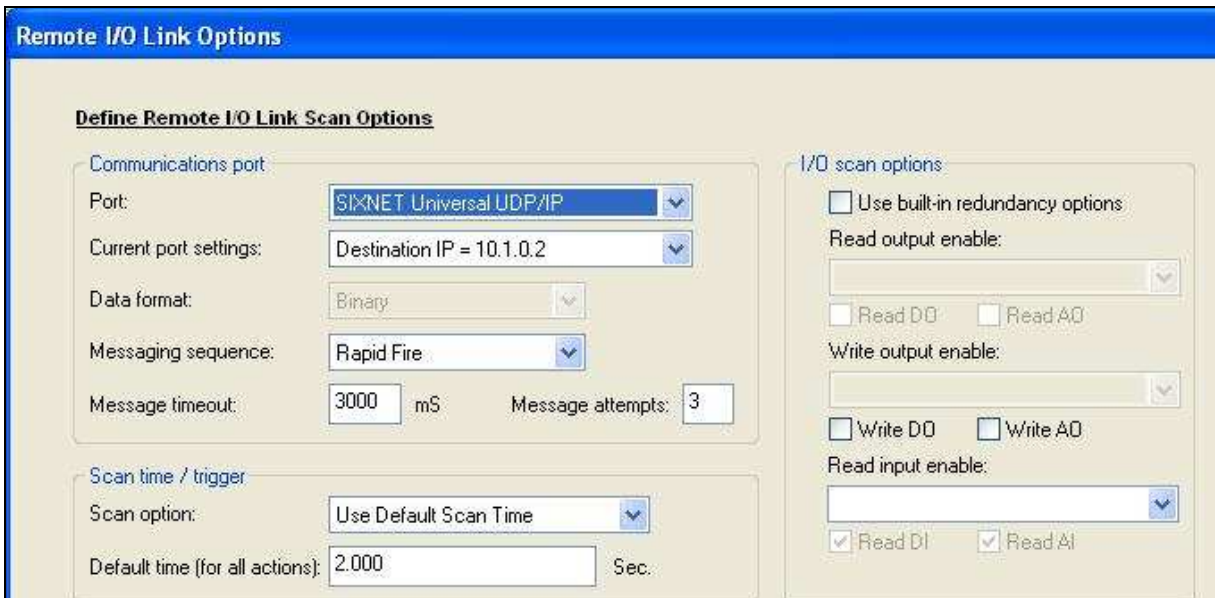 Remote I/O Link Options
Define Remote I/O Link Scan Options
Communications port
Port: SIXNET Universal UDP/IP
Current port settings: Destination IP = 10.1.0.2
Data format: Binary
Messaging sequence: Rapid Fire
Message timeout: 3000 mS Message attempts: 3
Scan time / trigger
Scan option: Use Default Scan Time
Default time (for all actions): 2.000 Sec.
I/O scan options
Use built-in redundancy options
Read output enable:
Read DO Read AO
Write output enable:
Write DO Write AO
Read input enable:
Read DI Read AI